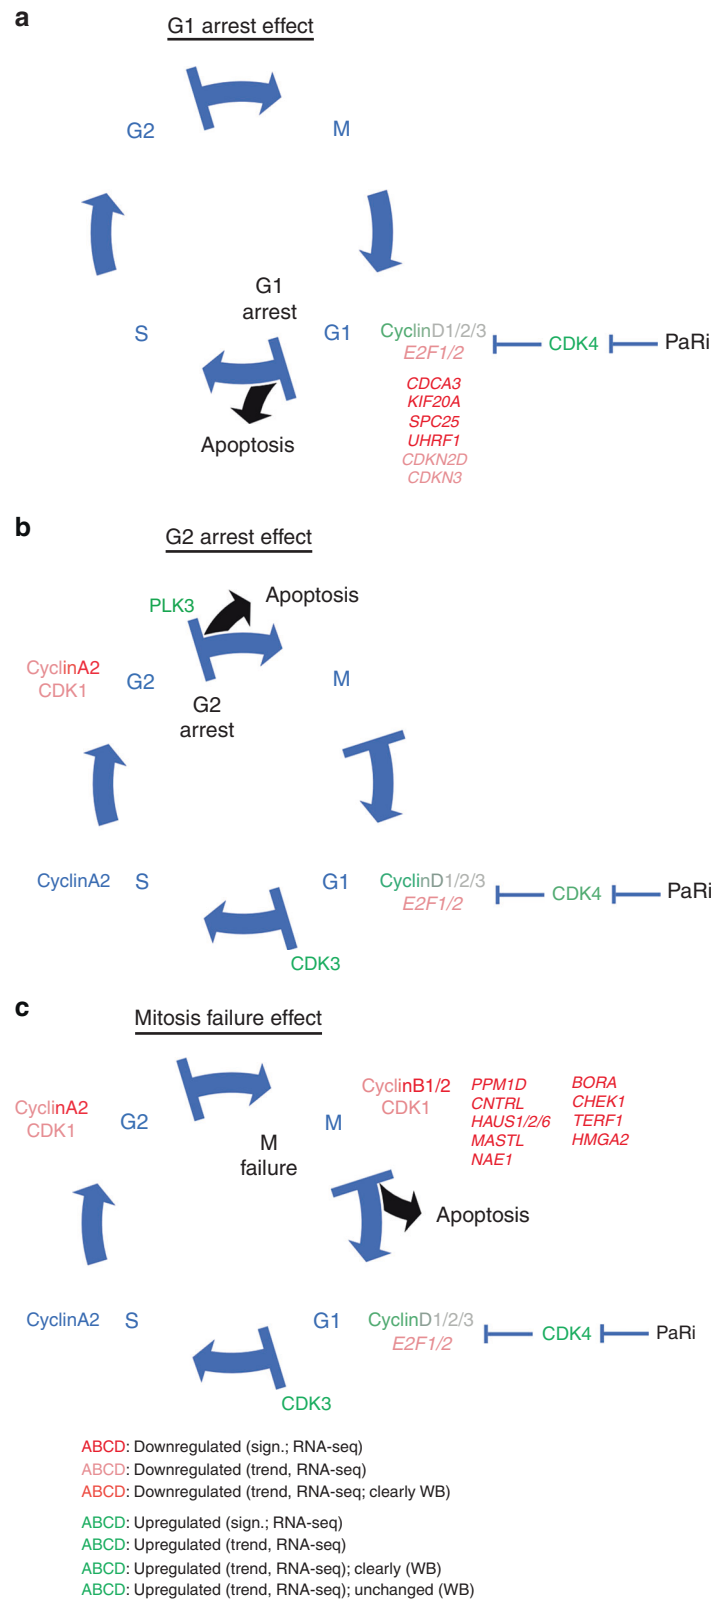 a
G1 arrest effect
G2
M
G1
arrest
S
G1
CyclinD1/2/3
E2F1/2
CDK4
PaRi
CDCA3
KIF20A
SPC25
UHRF1
CDKN2D
CDKN3
Apoptosis
b
G2 arrest effect
PLK3
Apoptosis
CyclinA2
CDK1
G2
M
G2
arrest
CyclinA2
S
G1
CyclinD1/2/3
E2F1/2
CDK4
PaRi
CDK3
c
Mitosis failure effect
CyclinA2
CDK1
G2
M
failure
M
CyclinB1/2
CDK1
PPM1D
CNTRL
HAUS1/2/6
MASTL
NAE1
BORA
CHEK1
TERF1
HMGA2
Apoptosis
CyclinA2
S
G1
CyclinD1/2/3
E2F1/2
CDK4
PaRi
CDK3
ABCD: Downregulated (sign.; RNA-seq)
ABCD: Downregulated (trend, RNA-seq)
ABCD: Downregulated (trend, RNA-seq; clearly WB)
ABCD: Upregulated (sign.; RNA-seq)
ABCD: Upregulated (trend, RNA-seq)
ABCD: Upregulated (trend, RNA-seq); clearly (WB)
ABCD: Upregulated (trend, RNA-seq); unchanged (WB)